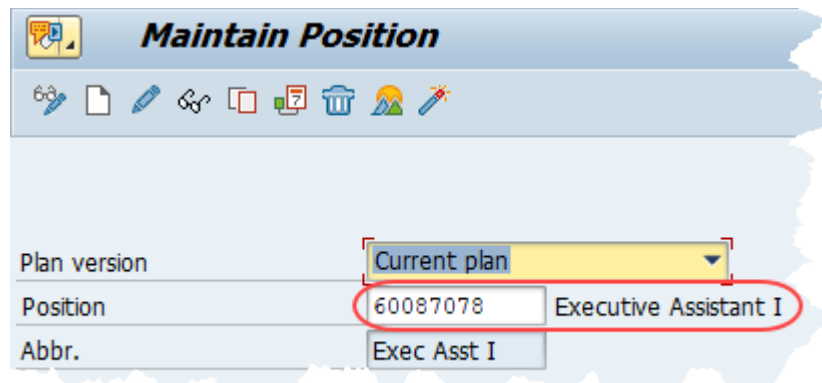 Maintain Position
Plan version Current plan
Position 60087078 Executive Assistant I
Abbr. Exec Asst I